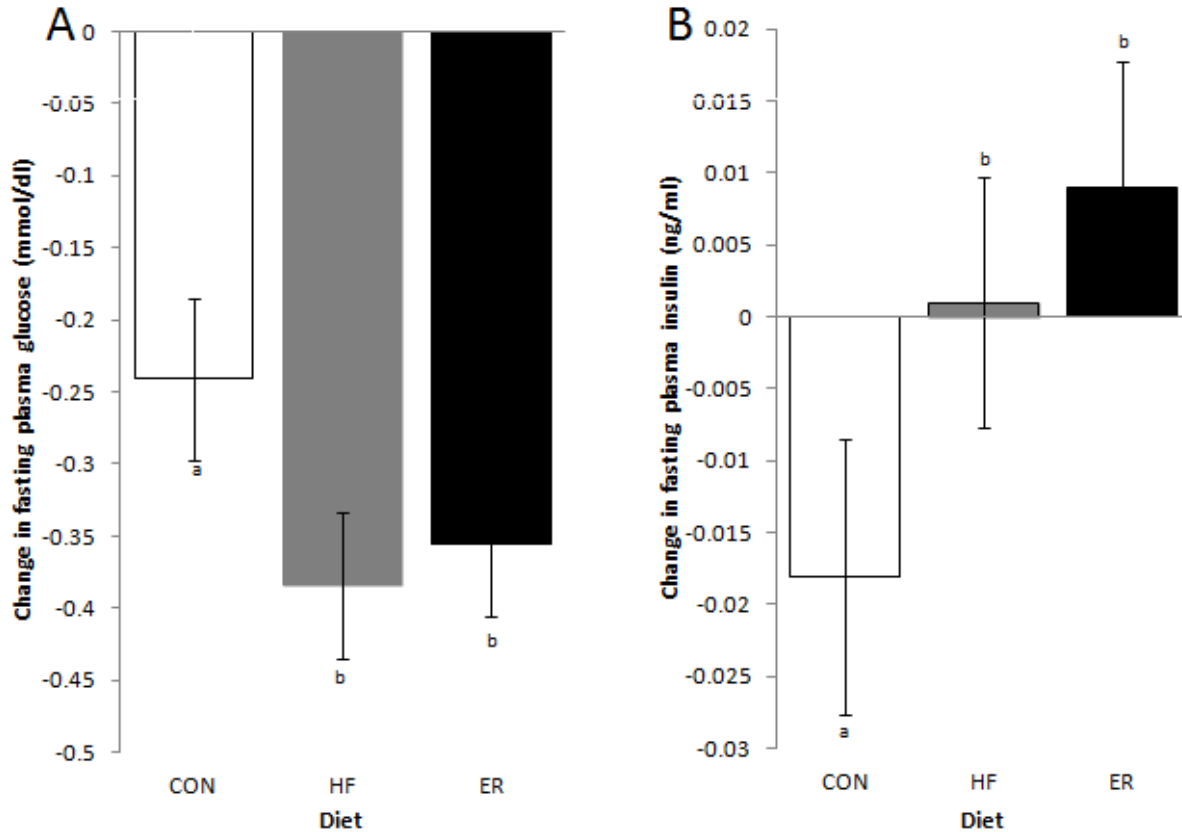 A
Change in fasting plasma glucose (mmol/dl)
0
-0.05
-0.1
-0.15
-0.2
-0.25
-0.3
-0.35
-0.4
-0.45
-0.5
a
b
b
CON HF ER
Diet
B
Change in fasting plasma insulin (ng/ml)
0.02
0.015
0.01
0.005
0
-0.005
-0.01
-0.015
-0.02
-0.025
-0.03
a
b
b
CON HF ER
Diet